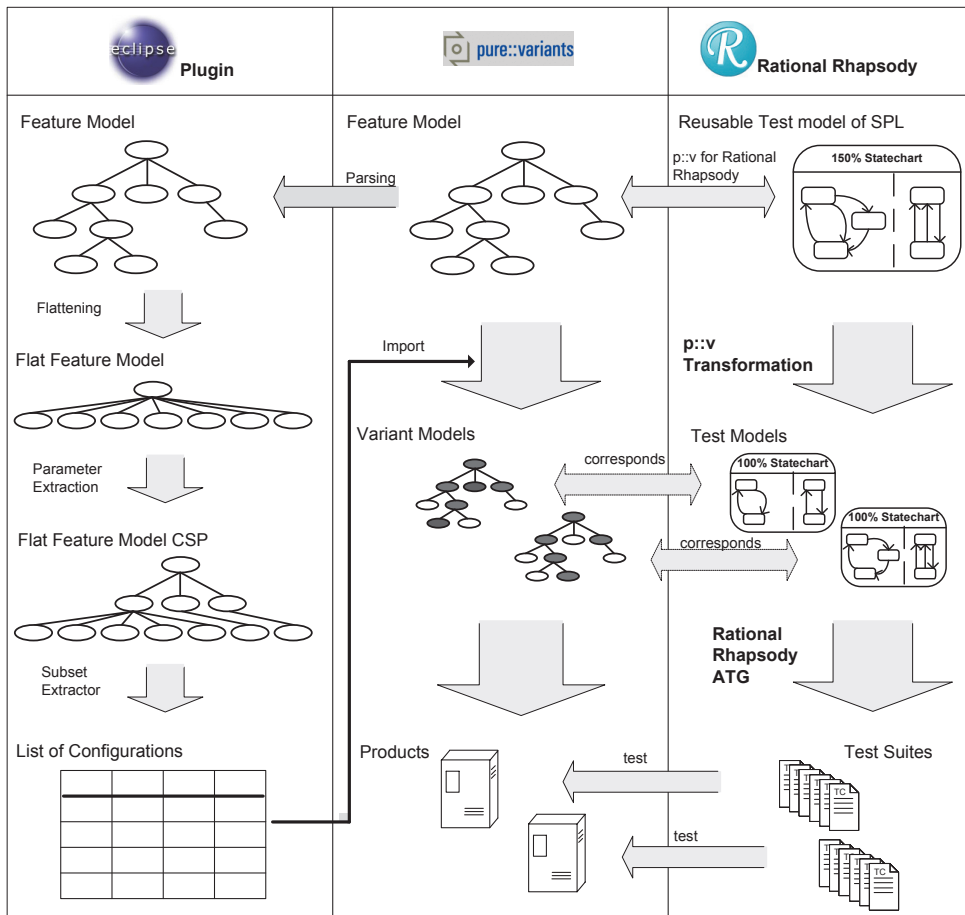 eclipse
Plugin
pure::variants
R
Rational Rhapsody
Feature Model
Feature Model
Reusable Test model of SPL
Parsing
p::v for Rational
Rhapsody
150% Statechart
Flattening
Import
p::v
Transformation
Flat Feature Model
Variant Models
Test Models
corresponds
100% Statechart
Parameter
Extraction
100% Statechart
Flat Feature Model CSP
corresponds
Subset
Extractor
Rational
Rhapsody
ATG
List of Configurations
Products
Test Suites
test
T
T
T
T
T
TC
test
T
T
T
T
T
TC